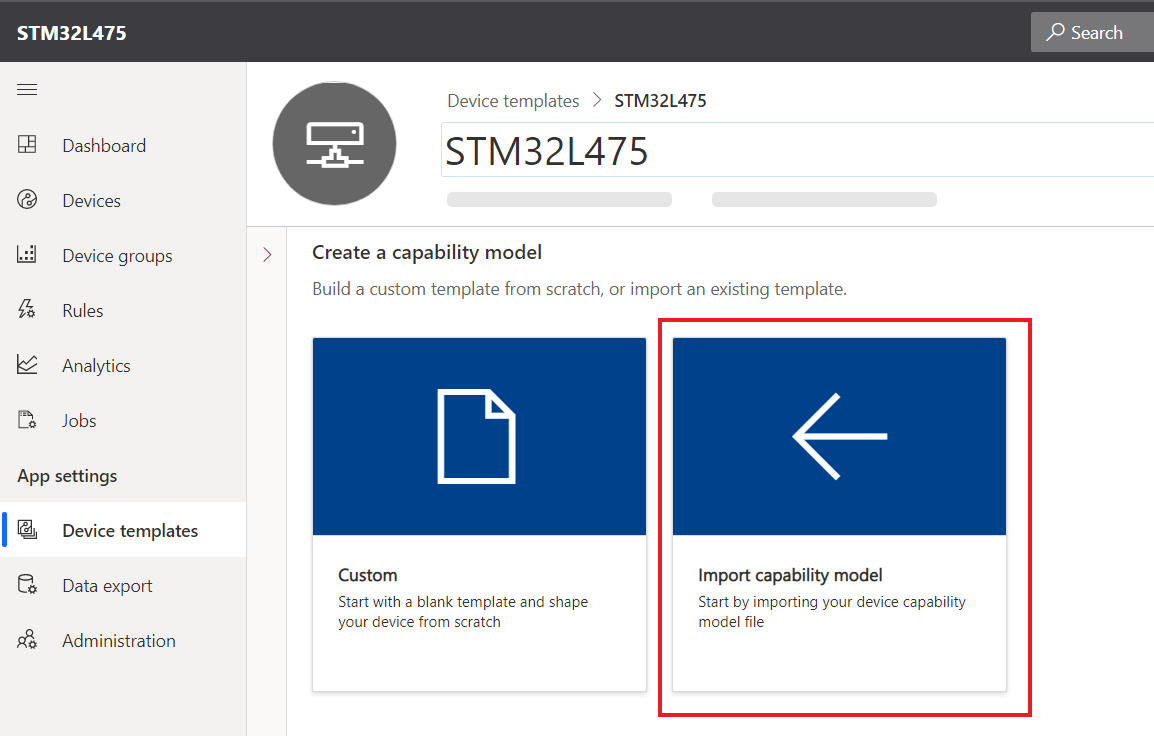 STM32L475
Search
Dashboard
Devices
Device groups
Rules
Analytics
Jobs
App settings
Device templates
Data export
Administration
Device templates > STM32L475
STM32L475
Create a capability model
Build a custom template from scratch, or import an existing template.
Custom
Start with a blank template and shape
your device from scratch
Import capability model
Start by importing your device capability
model file